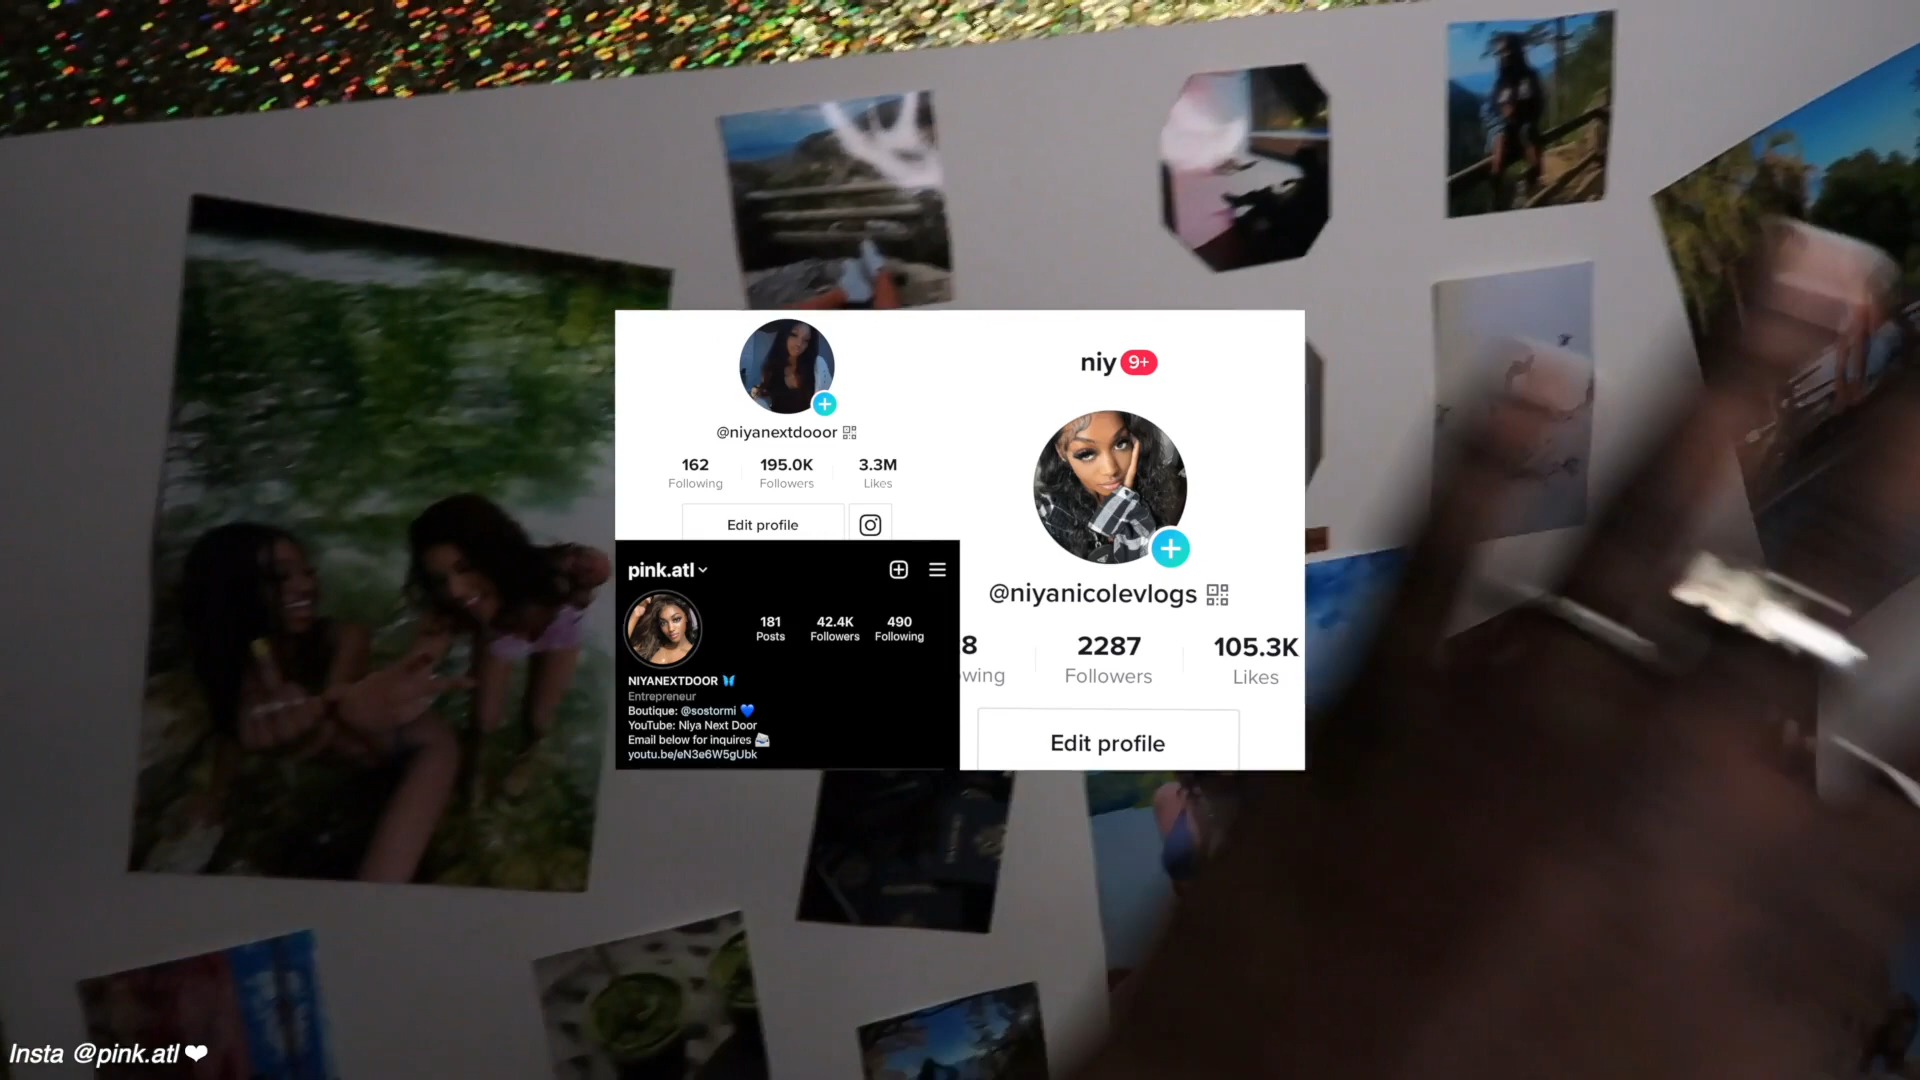 @niyanextdooor
162 195.0K 3.3M
Following Followers Likes
Edit profile
niy 9+
@niyanicolevlogs
8 2287 105.3K
wing Followers Likes
Edit profile
pink.atl
181 42.4K 490
Posts Followers Following
NIYANEXTDOOR 🦋
Entrepreneur
Boutique: @sostormi 💙
YouTube: Niya Next Door
Email below for inquires 📨
youtu.be/eN3e6W5gUbk
Insta @pink.atl ❤